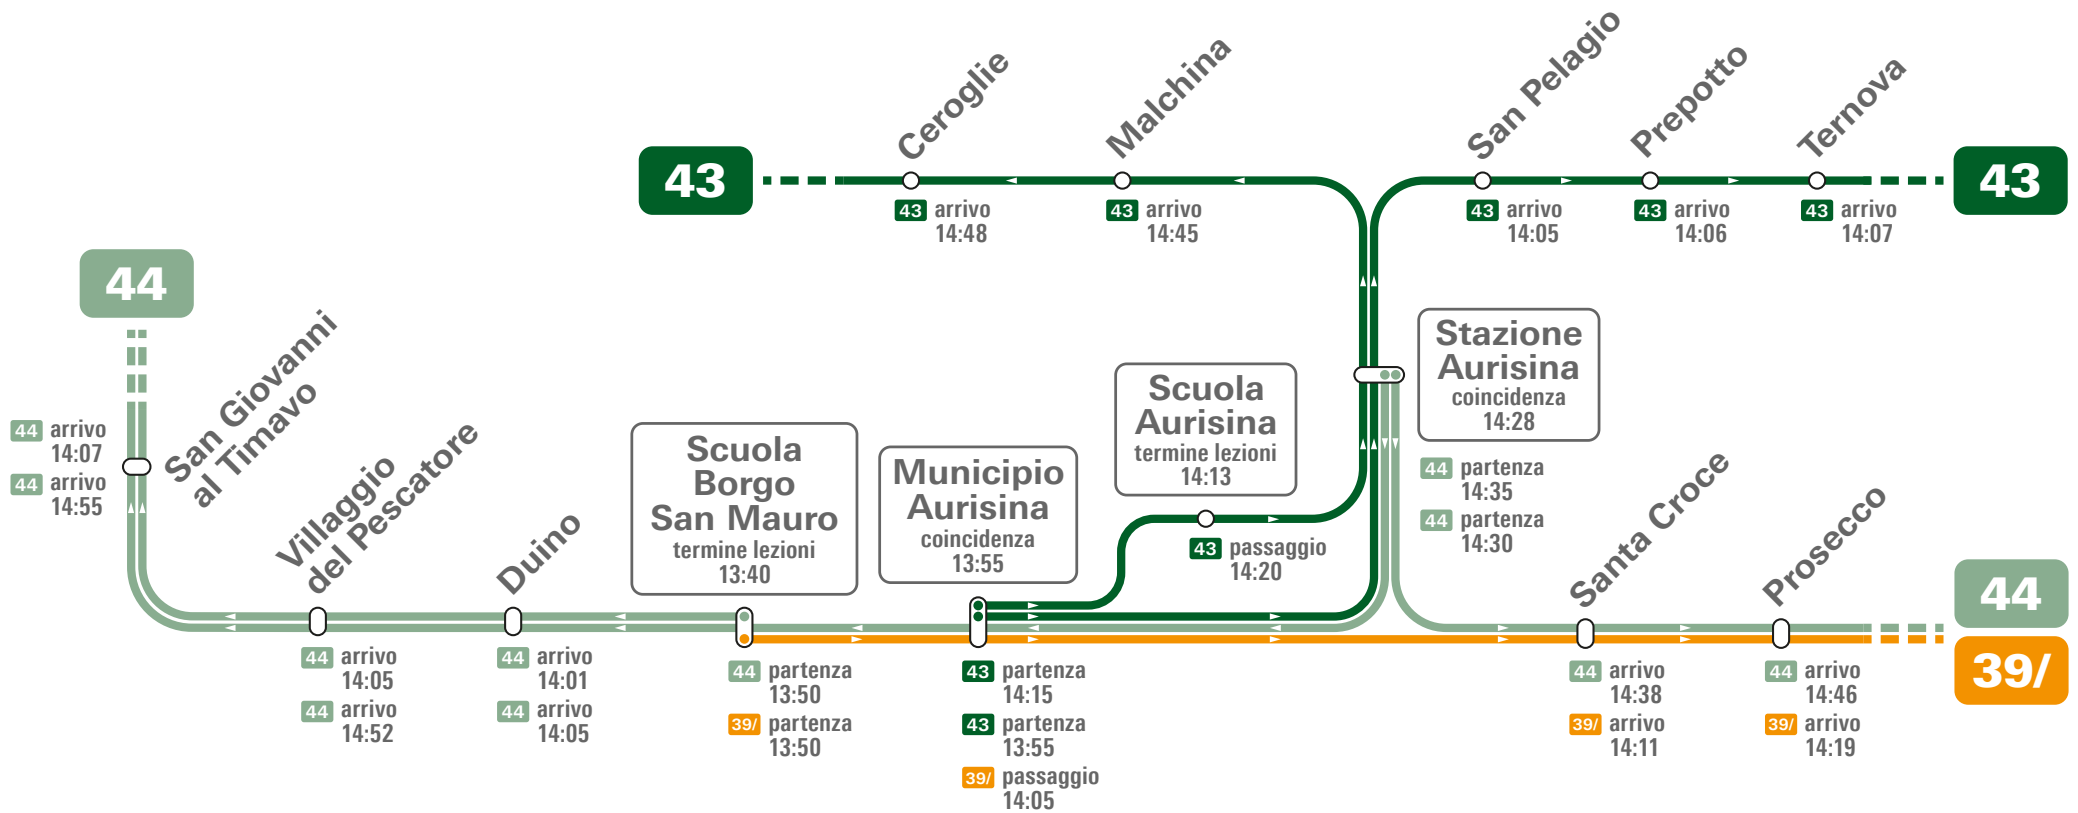 Ceroglie
Malchina
San Pelagio
Prepotto
Ternova
43
43 arrivo
14:48
43 arrivo
14:45
43 arrivo
14:05
43 arrivo
14:06
43 arrivo
14:07
43
44
44 arrivo
14:07
44 arrivo
14:55
San Giovanni
al Timavo
Villaggio
del Pescatore
44 arrivo
14:05
44 arrivo
14:52
Duino
44 arrivo
14:01
44 arrivo
14:05
Scuola
Borgo
San Mauro
termine lezioni
13:40
44 partenza
13:50
39/ partenza
13:50
Municipio
Aurisina
coincidenza
13:55
43 partenza
14:15
43 partenza
13:55
39/ passaggio
14:05
Scuola
Aurisina
termine lezioni
14:13
43 passaggio
14:20
Stazione
Aurisina
coincidenza
14:28
44 partenza
14:35
44 partenza
14:30
Santa Croce
44 arrivo
14:38
39/ arrivo
14:11
Prosecco
44 arrivo
14:46
39/ arrivo
14:19
44
39/